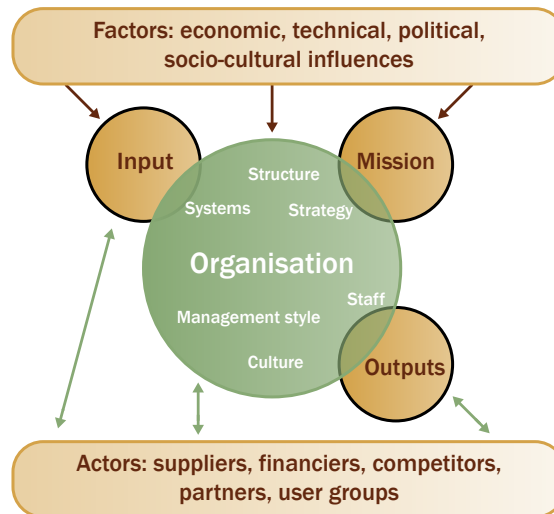 Factors: economic, technical, political,
socio-cultural influences
Input
Mission
Structure
Systems
Strategy
Organisation
Staff
Management style
Culture
Outputs
Actors: suppliers, financiers, competitors,
partners, user groups